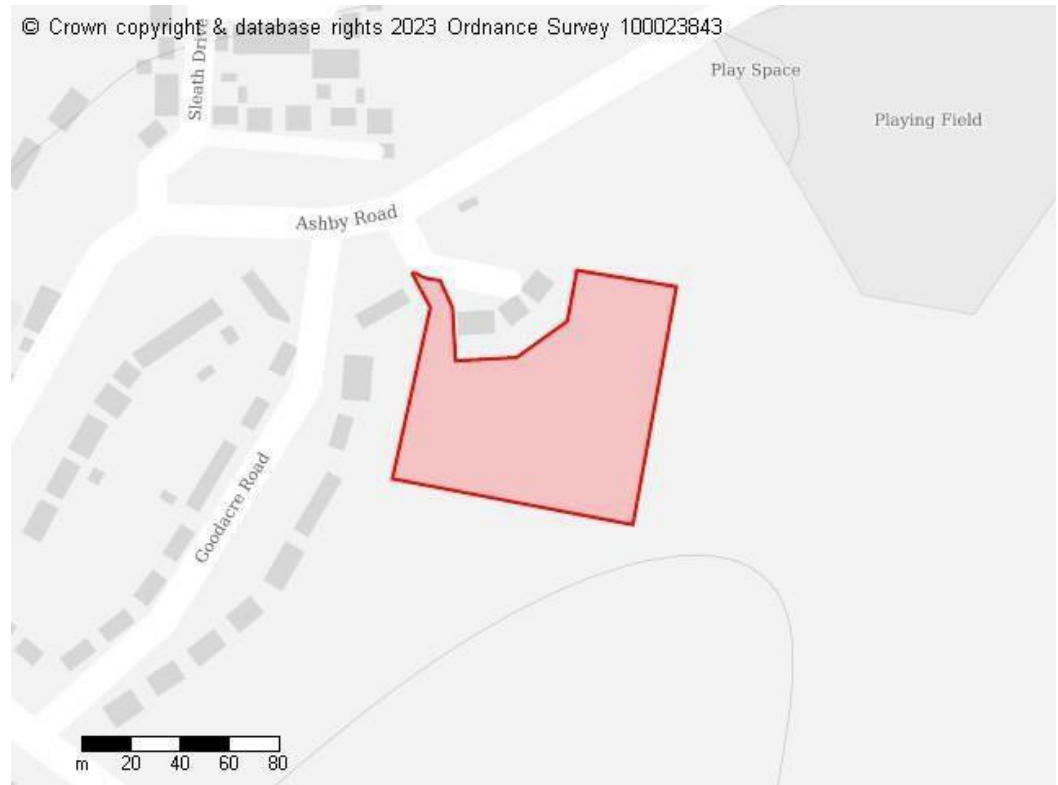 © Crown copyright & database rights 2023 Ordnance Survey 100023843
Sleath Drive
Play Space
Playing Field
Ashby Road
Goodacre Road
m 20 40 60 80